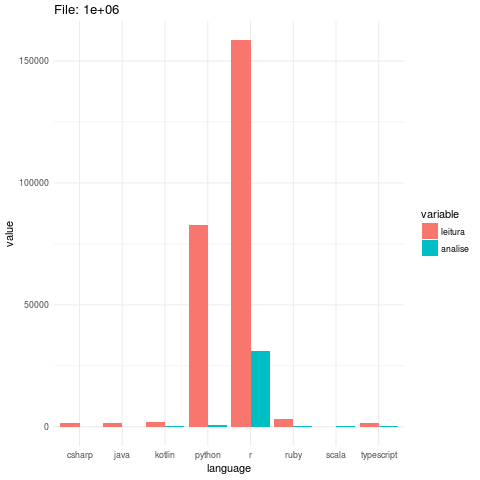 File: 1e+06
150000
100000
50000
0
value
csharp java kotlin python r ruby scala typescript
language
variable
leitura
analise